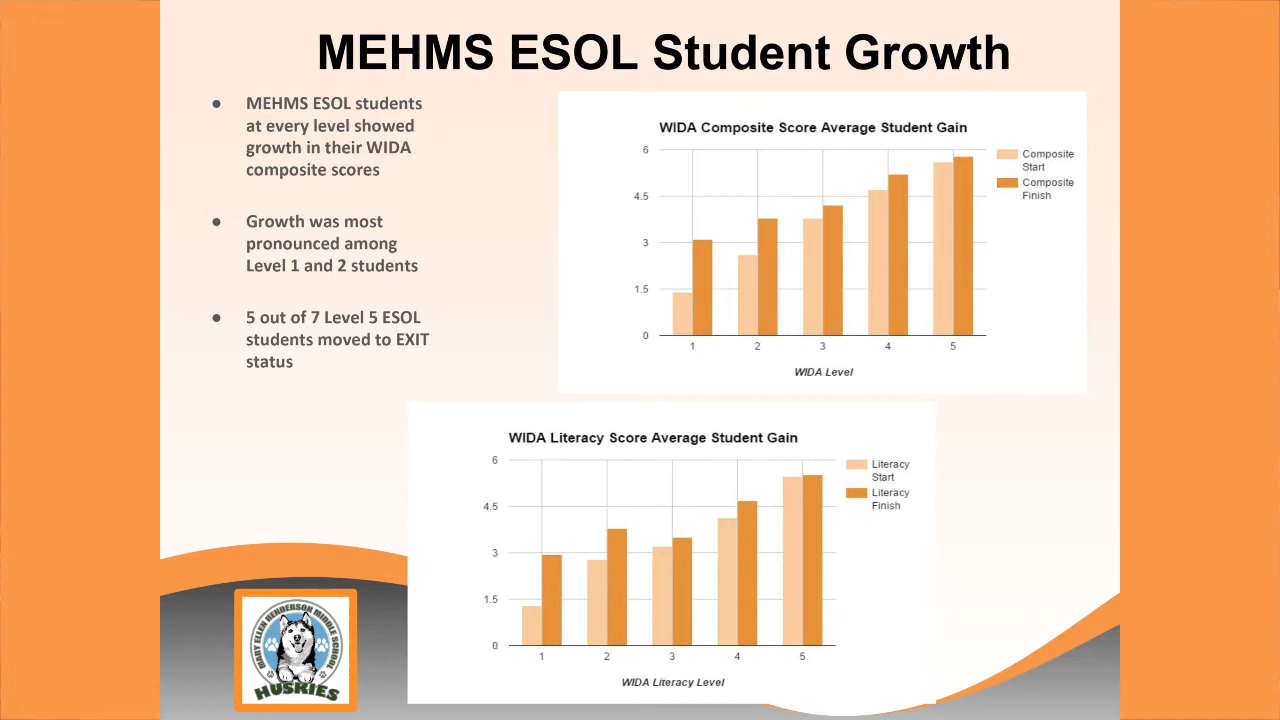 MEHMS ESOL Student Growth
● MEHMS ESOL students
at every level showed
growth in their WIDA
composite scores
● Growth was most
pronounced among
Level 1 and 2 students
● 5 out of 7 Level 5 ESOL
students moved to EXIT
status
WIDA Composite Score Average Student Gain
6
4.5
3
1.5
0
1 2 3 4 5
WIDA Level
Composite
Start
Composite
Finish
WIDA Literacy Score Average Student Gain
6
4.5
3
1.5
0
1 2 3 4 5
WIDA Literacy Level
Literacy
Start
Literacy
Finish
MARY ELLEN HENDERSON MIDDLE SCHOOL
HUSKIES